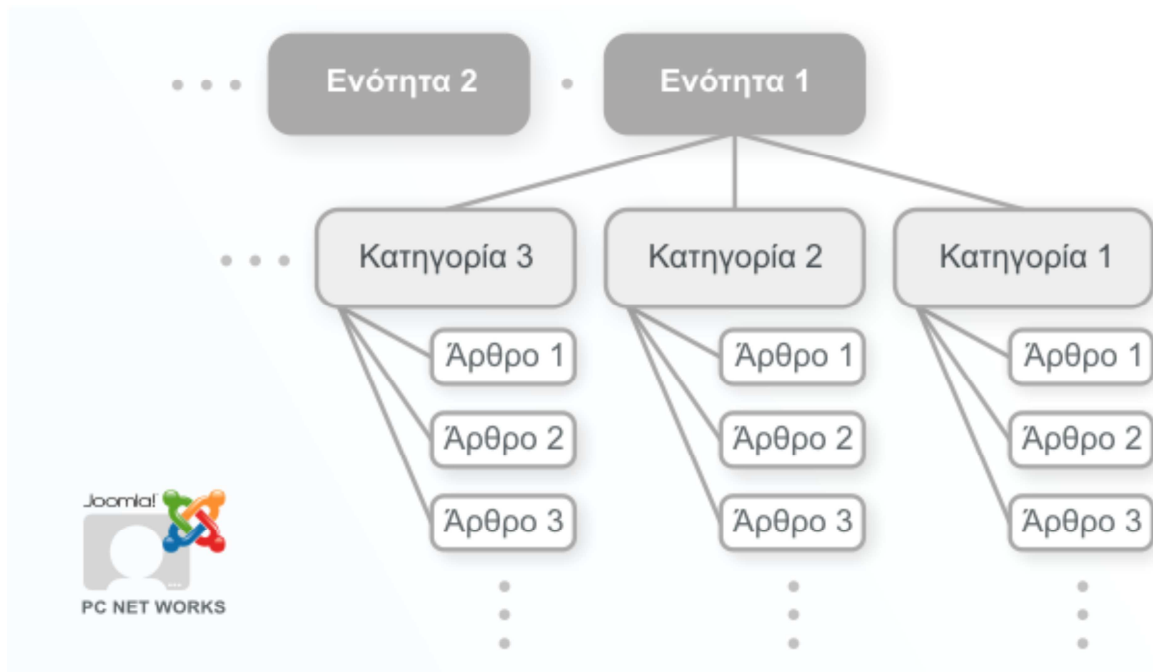 Ενότητα 2
Ενότητα 1
Κατηγορία 3
Κατηγορία 2
Κατηγορία 1
Άρθρο 1
Άρθρο 1
Άρθρο 1
Άρθρο 2
Άρθρο 2
Άρθρο 2
Άρθρο 3
Άρθρο 3
Άρθρο 3
Joomla!
PC NET WORKS